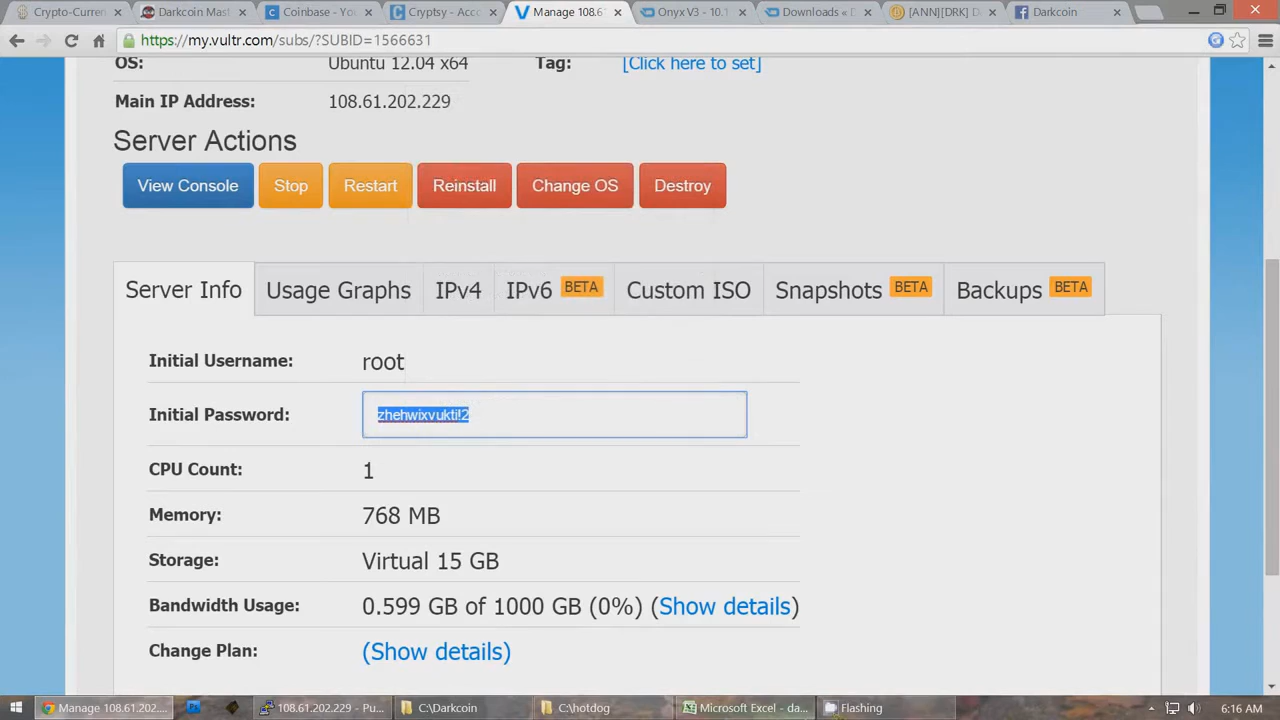 Crypto-Curren
Darkcoin Mast
Coinbase - You
Cryptsy - Acco
Manage 108.61
Onyx V3 - 10.1
Downloads « D
[ANN][DRK] D
Darkcoin
https://my.vultr.com/subs/?SUBID=1566631
OS: Ubuntu 12.04 x64 Tag: [Click here to set]
Main IP Address: 108.61.202.229
Server Actions
View Console Stop Restart Reinstall Change OS Destroy
Server Info Usage Graphs IPv4 IPv6 BETA Custom ISO Snapshots BETA Backups BETA
Initial Username: root
Initial Password: zhehwixvukti!2
CPU Count: 1
Memory: 768 MB
Storage: Virtual 15 GB
Bandwidth Usage: 0.599 GB of 1000 GB (0%) (Show details)
Change Plan: (Show details)
Manage 108.61.202... 108.61.202.229 - Pu... C:\Darkcoin C:\hotdog Microsoft Excel - da... Flashing 6:16 AM